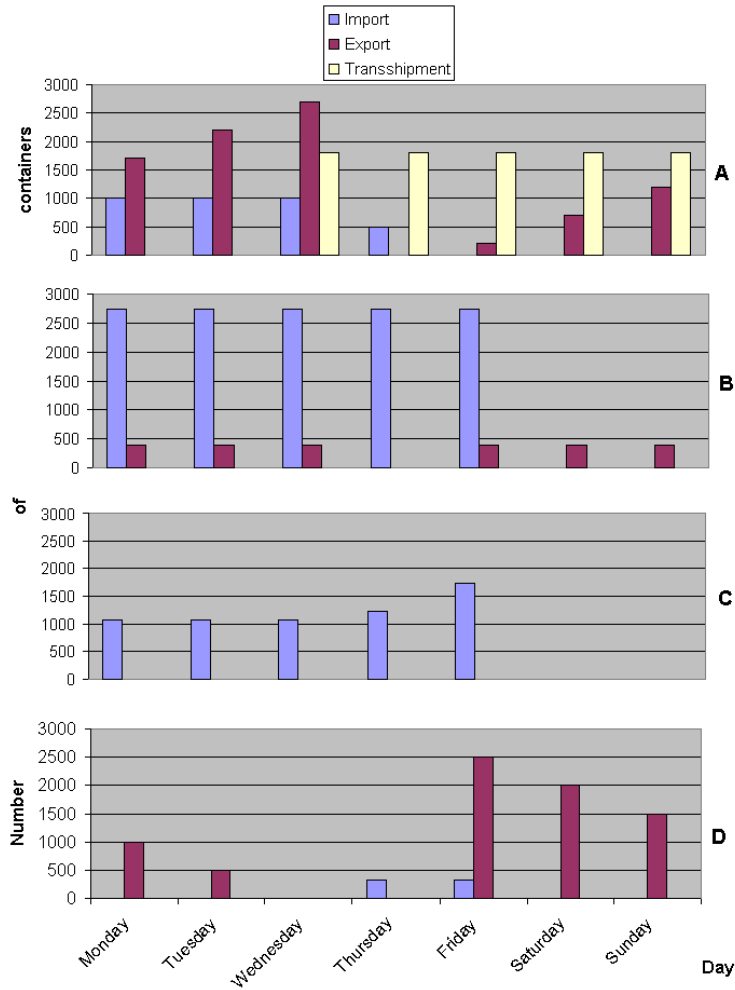 Import
Export
Transshipment
3000
2500
2000
1500
1000
500
0
A
3000
2500
2000
1500
1000
500
0
B
3000
2500
2000
1500
1000
500
0
C
3000
2500
2000
1500
1000
500
0
D
Number of containers
Monday
Tuesday
Wednesday
Thursday
Friday
Saturday
Sunday
Day